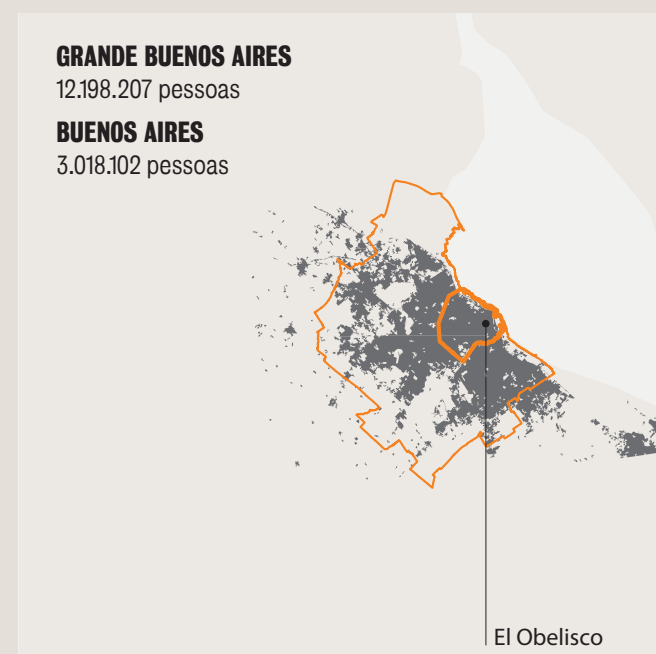 GRANDE BUENOS AIRES
12.198.207 pessoas
BUENOS AIRES
3.018.102 pessoas
El Obelisco